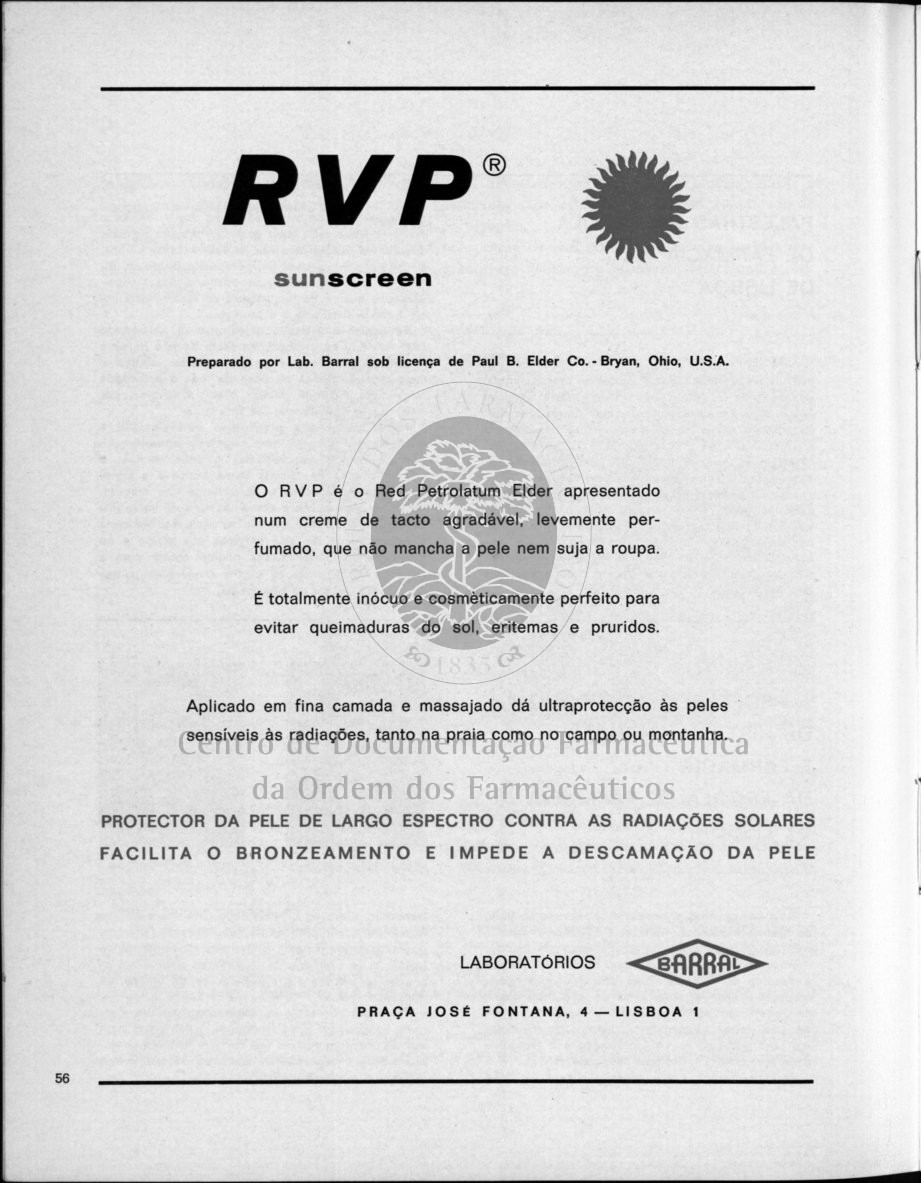 RVP®
sunscreen
Preparado por Lab. Barral sob licença de Paul B. Elder Co. - Bryan, Ohio, U.S.A.
O RVP é o Red Petrolatum Elder apresentado
num creme de tacto agradável, levemente per-
fumado, que não mancha a pele nem suja a roupa.
É totalmente inócuo e cosmèticamente perfeito para
evitar queimaduras do sol, eritemas e pruridos.
1835
Aplicado em fina camada e massajado dá ultraprotecção às peles
sensíveis às radiações, tanto na praia como no campo ou montanha.
Centro de Documentação Farmacêutica
da Ordem dos Farmacêuticos
PROTECTOR DA PELE DE LARGO ESPECTRO CONTRA AS RADIAÇÕES SOLARES
FACILITA O BRONZEAMENTO E IMPEDE A DESCAMAÇÃO DA PELE
LABORATÓRIOS BARRAL
PRAÇA JOSÉ FONTANA, 4 — LISBOA 1
56